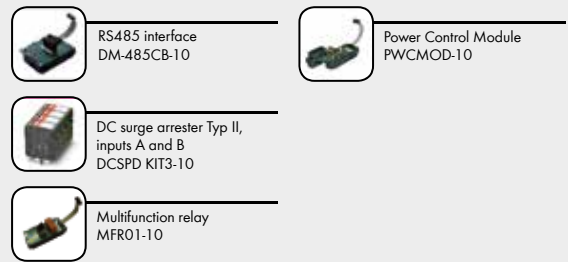 RS485 interface
DM-485CB-10
DC surge arrester Typ II,
inputs A and B
DCSPD KIT3-10
Multifunction relay
MFR01-10
Power Control Module
PWCMOD-10